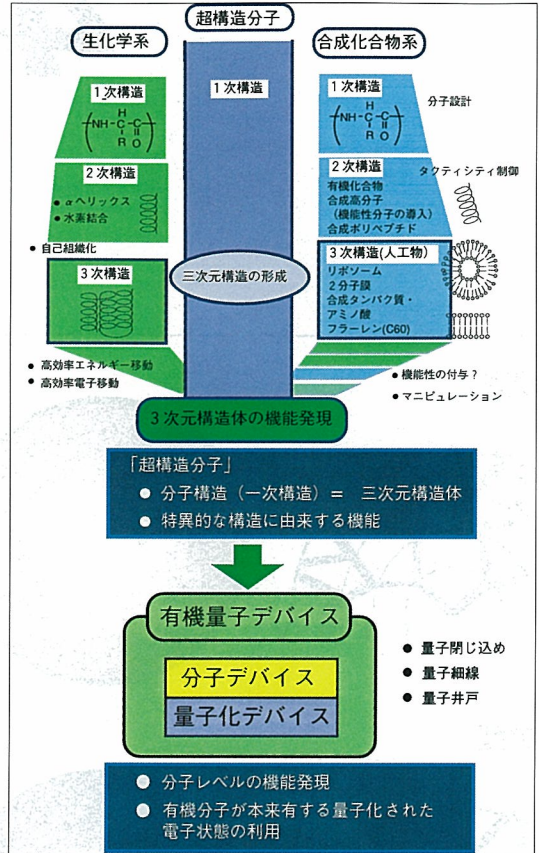 超構造分子
生化学系
合成化合物系
1次構造
H
NH-C-C
R O
2次構造
● αヘリックス
● 水素結合
● 自己組織化
3次構造
● 高効率エネルギー移動
● 高効率電子移動
1次構造
三次元構造の形成
1次構造
H
NH-C-C
R O
分子設計
2次構造
有機化合物
合成高分子
(機能性分子の導入)
合成ポリペプチド
タクティシティ制御
3次構造(人工物)
リポソーム
2分子膜
合成タンパク質・
アミノ酸
フラーレン(C60)
● 機能性の付与?
● マニピュレーション
3次元構造体の機能発現
「超構造分子」
● 分子構造(一次構造)= 三次元構造体
● 特異的な構造に由来する機能
有機量子デバイス
分子デバイス
量子化デバイス
● 量子閉じ込め
● 量子細線
● 量子井戸
● 分子レベルの機能発現
● 有機分子が本来有する量子化された
電子状態の利用